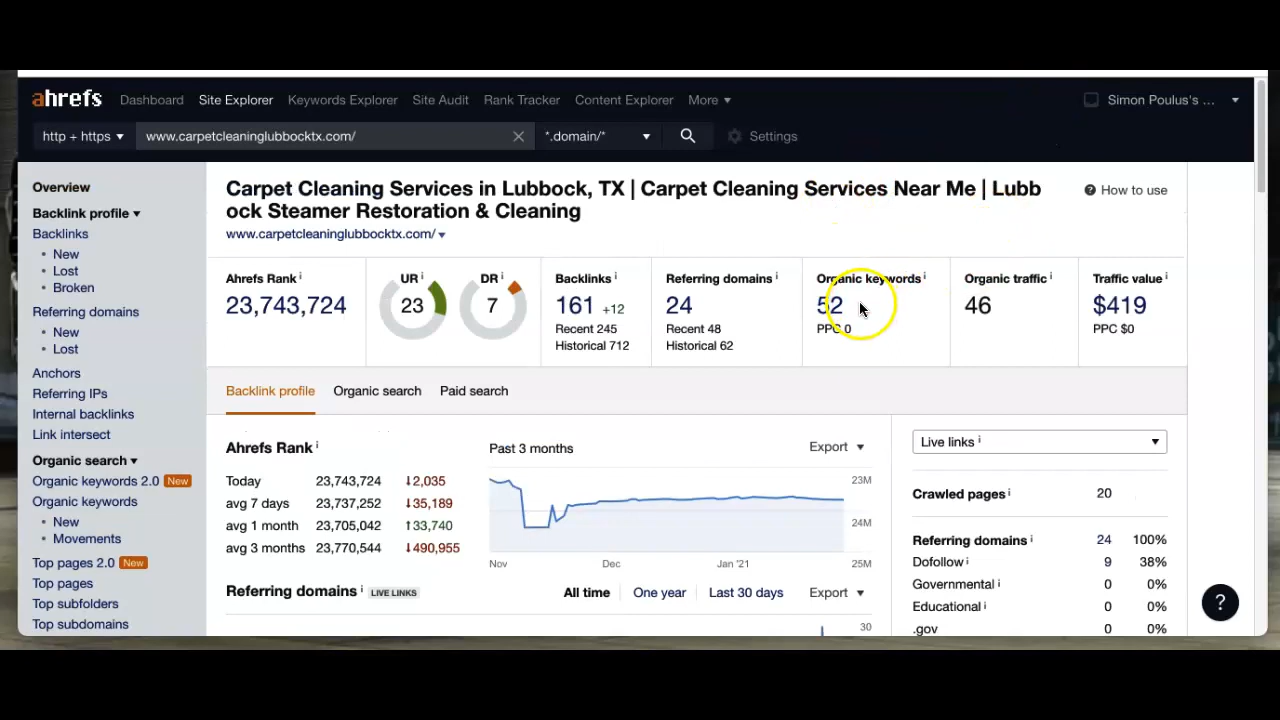 ahrefs Dashboard Site Explorer Keywords Explorer Site Audit Rank Tracker Content Explorer More Simon Poulus's ...
http + https www.carpetcleaninglubbocktx.com/ *.domain/* Settings
Carpet Cleaning Services in Lubbock, TX | Carpet Cleaning Services Near Me | Lubb
ock Steamer Restoration & Cleaning
How to use
www.carpetcleaninglubbocktx.com/
Overview
Backlink profile
Backlinks
• New
• Lost
• Broken
Referring domains
• New
• Lost
Anchors
Referring IPs
Internal backlinks
Link intersect
Organic search
Organic keywords 2.0 New
Organic keywords
• New
• Movements
Top pages 2.0 New
Top pages
Top subfolders
Top subdomains
Ahrefs Rank i
23,743,724
UR i
23
DR i
7
Backlinks i
161 +12
Recent 245
Historical 712
Referring domains i
24
Recent 48
Historical 62
Organic keywords i
52
PPC 0
Organic traffic i
46
Traffic value i
$419
PPC $0
Backlink profile Organic search Paid search
Ahrefs Rank i
Today 23,743,724 ↓2,035
avg 7 days 23,737,252 ↓35,189
avg 1 month 23,705,042 ↑33,740
avg 3 months 23,770,544 ↓490,955
Past 3 months Export
23M
24M
25M
Nov Dec Jan '21
Referring domains i LIVE LINKS All time One year Last 30 days Export
30
Live links i
Crawled pages i 20
Referring domains i 24 100%
Dofollow i 9 38%
Governmental i 0 0%
Educational i 0 0%
.gov 0 0%
?